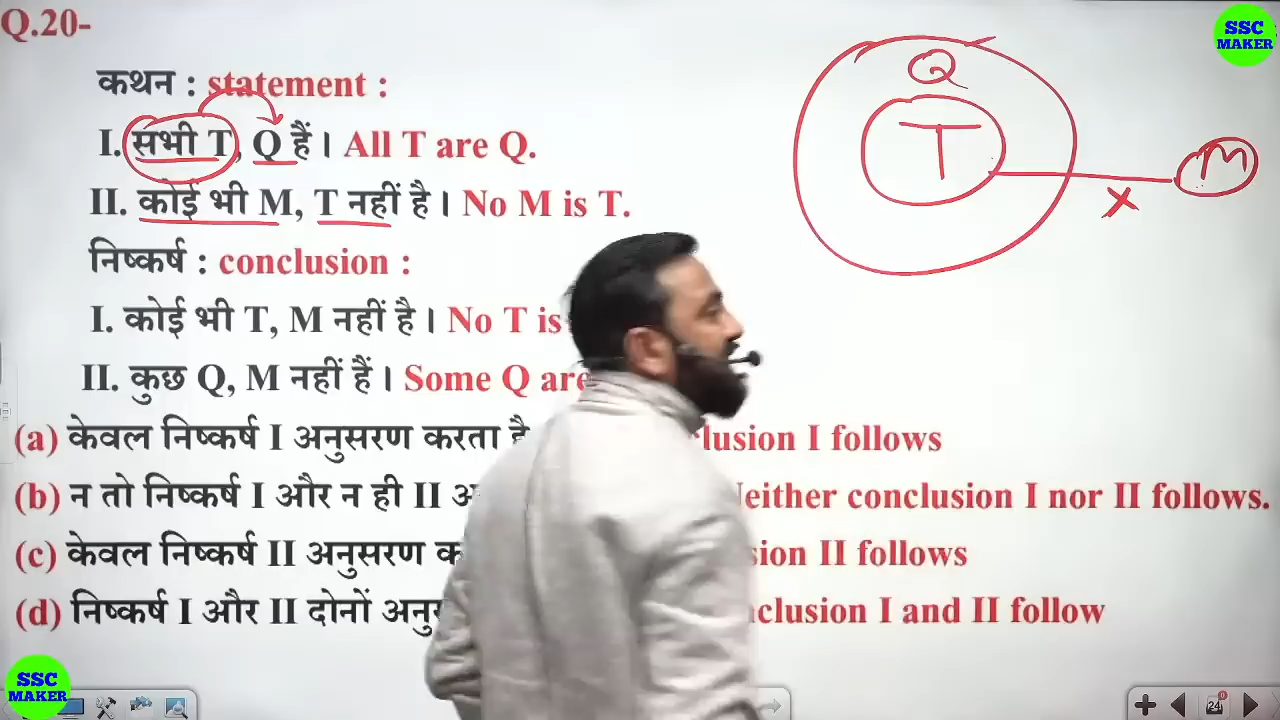 Q.20-
SSC
MAKER
कथन : statement :
Q
I. सभी T, Q हैं। All T are Q.
T
M
II. कोई भी M, T नहीं है। No M is T.
X
निष्कर्ष : conclusion :
I. कोई भी T, M नहीं है। No T is
II. कुछ Q, M नहीं हैं। Some Q are
(a) केवल निष्कर्ष I अनुसरण करता है clusion I follows
(b) न तो निष्कर्ष I और न ही II Neither conclusion I nor II follows.
(c) केवल निष्कर्ष II अनुसरण sion II follows
(d) निष्कर्ष I और II दोनों clusion I and II follow
SSC
MAKER
24